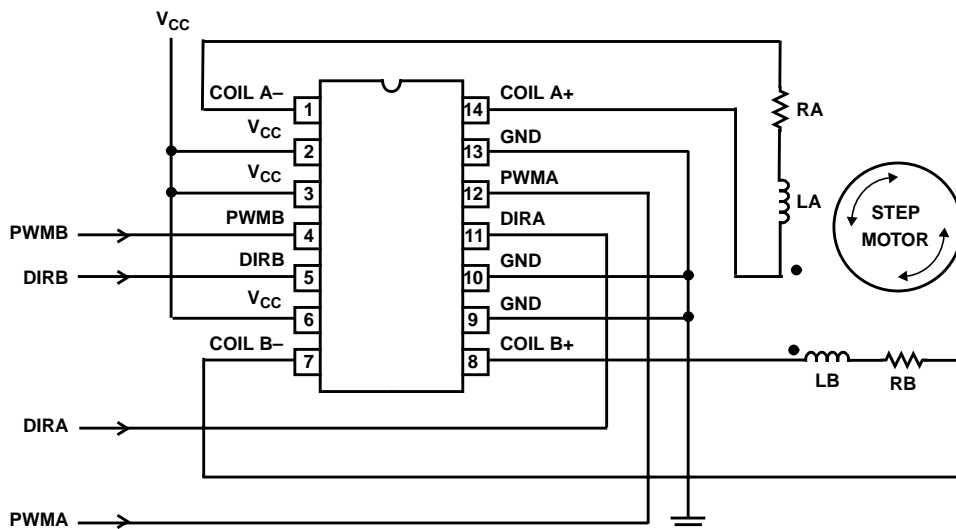 VCC
COIL A–
1
VCC
2
VCC
3
PWMB
PWMB
4
DIRB
DIRB
5
VCC
6
COIL B–
7
14
COIL A+
13
GND
12
PWMA
11
DIRA
10
GND
9
GND
8
COIL B+
RA
LA
STEP
MOTOR
LB
RB
DIRA
PWMA